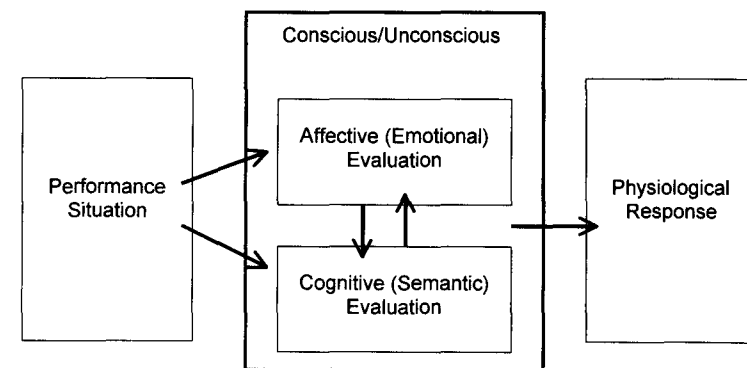 Conscious/Unconscious
Affective (Emotional)
Evaluation
Performance
Situation
Physiological
Response
Cognitive (Semantic)
Evaluation